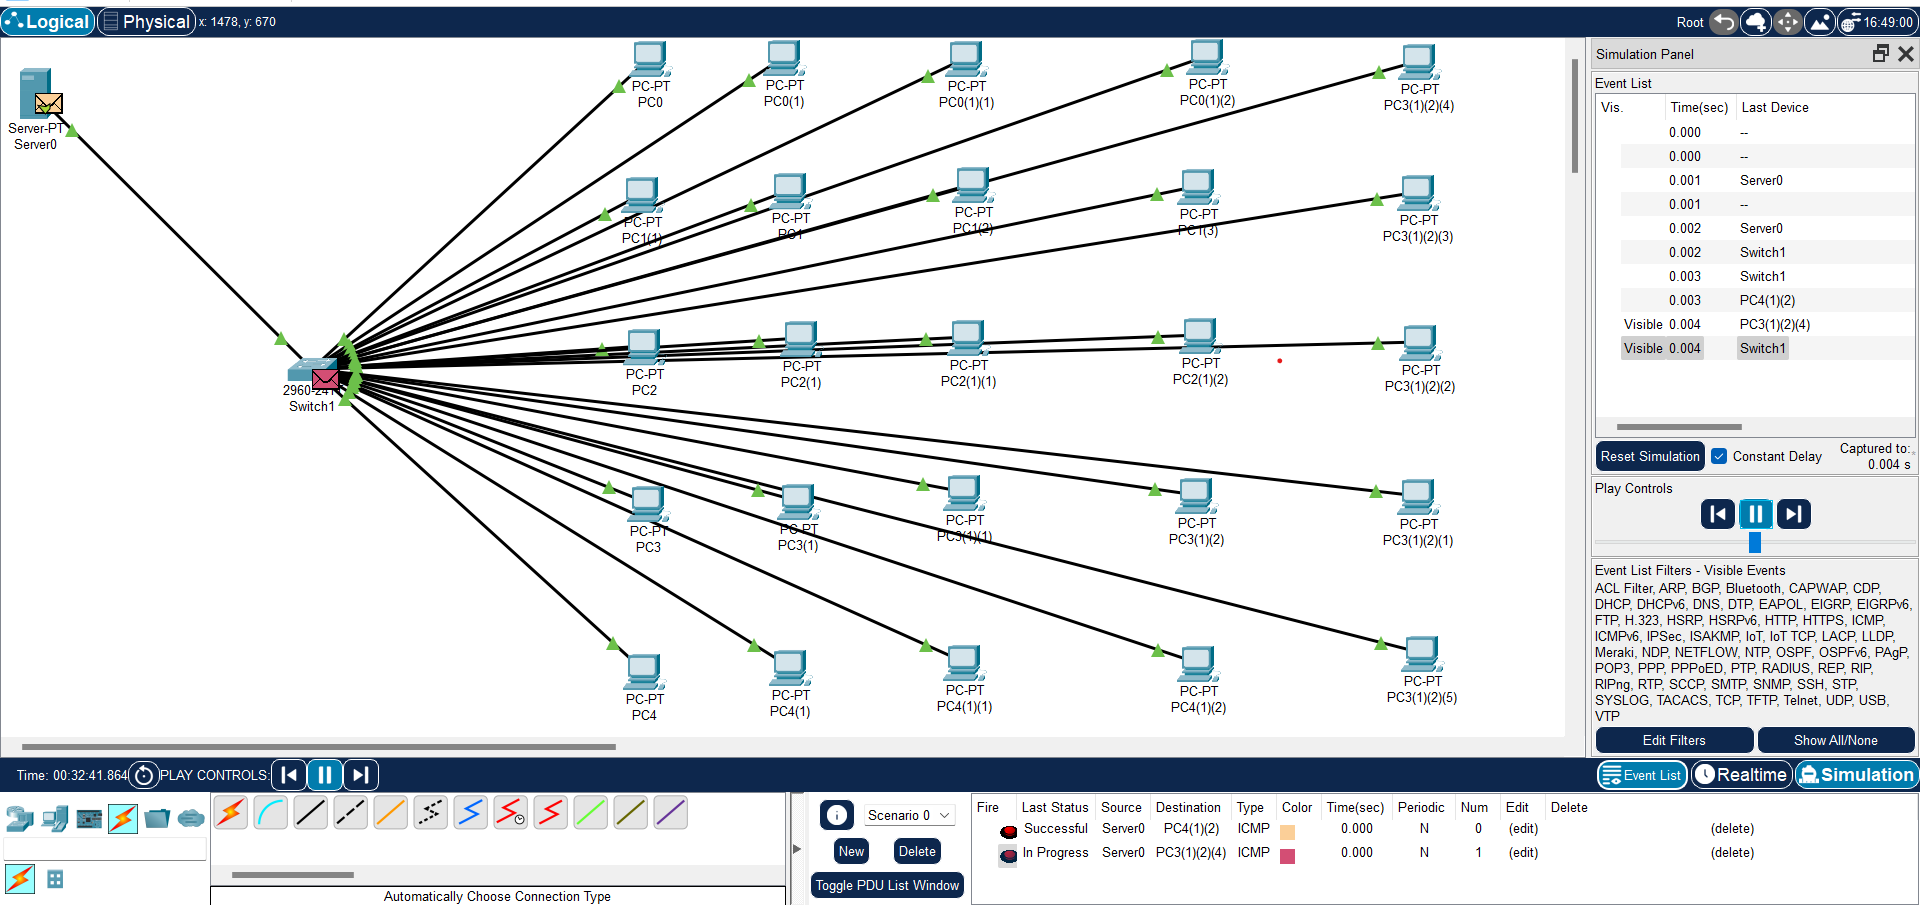 Logical Physical x: 1478, y: 670 Root 16:49:00
Server-PT
Server0
2960-24
Switch1
PC-PT
PC0
PC-PT
PC0(1)
PC-PT
PC0(1)(1)
PC-PT
PC0(1)(2)
PC-PT
PC3(1)(2)(4)
PC-PT
PC1(1)
PC-PT
PC1
PC-PT
PC1(2)
PC-PT
PC1(3)
PC-PT
PC3(1)(2)(3)
PC-PT
PC2
PC-PT
PC2(1)
PC-PT
PC2(1)(1)
PC-PT
PC2(1)(2)
PC-PT
PC3(1)(2)(2)
PC-PT
PC3
PC-PT
PC3(1)
PC-PT
PC3(1)(1)
PC-PT
PC3(1)(2)
PC-PT
PC3(1)(2)(1)
PC-PT
PC4
PC-PT
PC4(1)
PC-PT
PC4(1)(1)
PC-PT
PC4(1)(2)
PC-PT
PC3(1)(2)(5)
Simulation Panel
Event List
Vis. Time(sec) Last Device
0.000 --
0.000 --
0.001 Server0
0.001 --
0.002 Server0
0.002 Switch1
0.003 Switch1
0.003 PC4(1)(2)
Visible 0.004 PC3(1)(2)(4)
Visible 0.004 Switch1
Reset Simulation Constant Delay Captured to:
0.004 s
Play Controls
Event List Filters - Visible Events
ACL Filter, ARP, BGP, Bluetooth, CAPWAP, CDP,
DHCP, DHCPv6, DNS, DTP, EAPOL, EIGRP, EIGRPv6,
FTP, H.323, HSRP, HSRPv6, HTTP, HTTPS, ICMP,
ICMPv6, IPSec, ISAKMP, IoT, IoT TCP, LACP, LLDP,
Meraki, NDP, NETFLOW, NTP, OSPF, OSPFv6, PAgP,
POP3, PPP, PPPoED, PTP, RADIUS, REP, RIP,
RIPng, RTP, SCCP, SMTP, SNMP, SSH, STP,
SYSLOG, TACACS, TCP, TFTP, Telnet, UDP, USB,
VTP
Edit Filters Show All/None
Time: 00:32:41.864 PLAY CONTROLS: Event List Realtime Simulation
Automatically Choose Connection Type
Scenario 0
New Delete
Toggle PDU List Window
Fire Last Status Source Destination Type Color Time(sec) Periodic Num Edit Delete
Successful Server0 PC4(1)(2) ICMP 0.000 N 0 (edit) (delete)
In Progress Server0 PC3(1)(2)(4) ICMP 0.000 N 1 (edit) (delete)